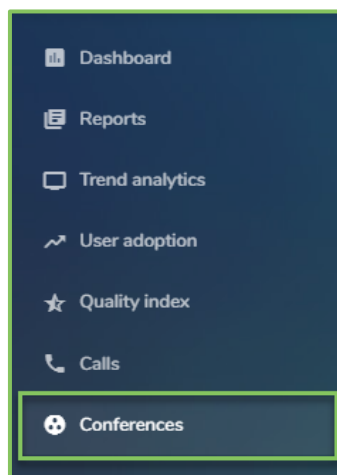 Dashboard
Reports
Trend analytics
User adoption
Quality index
Calls
Conferences